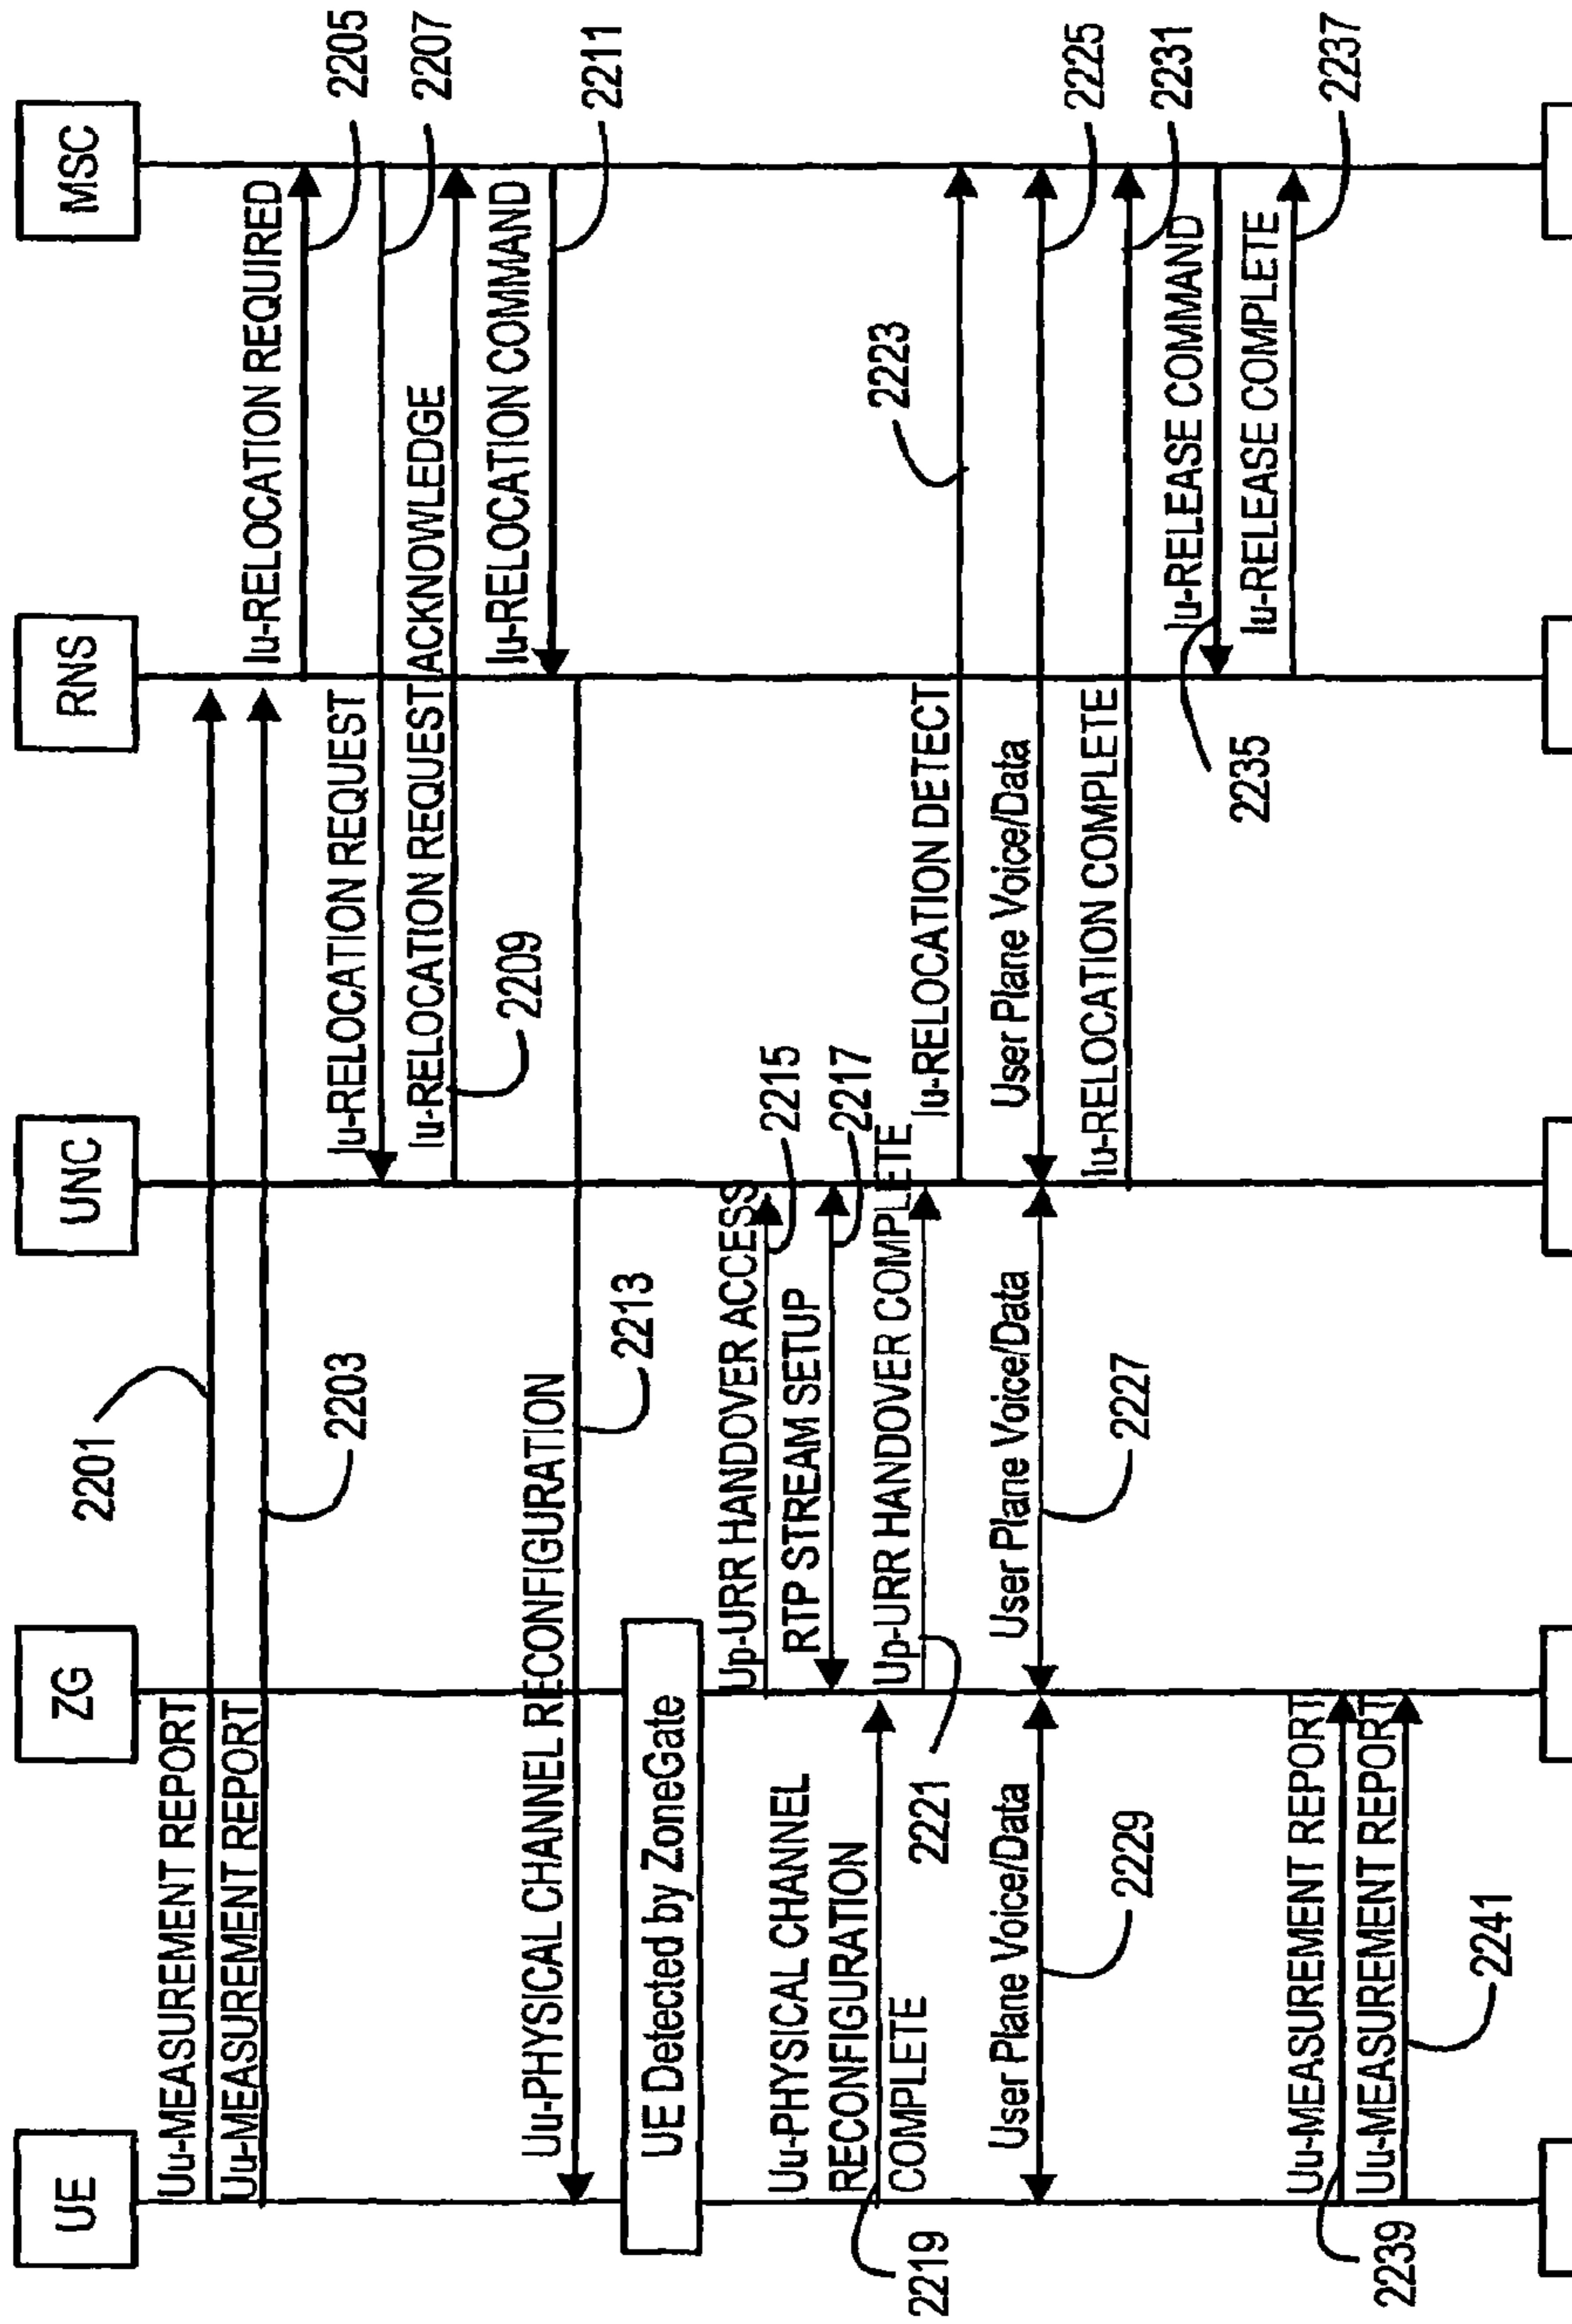 UE
ZG
UNC
RNS
MSC
2201
Uu-MEASUREMENT REPORT
Uu-MEASUREMENT REPORT
2203
Iu-RELOCATION REQUIRED
2205
Iu-RELOCATION REQUEST
2207
Iu-RELOCATION REQUEST ACKNOWLEDGE
2209
Iu-RELOCATION COMMAND
2211
Uu-PHYSICAL CHANNEL RECONFIGURATION
2213
UE Detected by ZoneGate
Up-URR HANDOVER ACCESS
2215
RTP STREAM SETUP
2217
Uu-PHYSICAL CHANNEL
RECONFIGURATION
COMPLETE
2219
Up-URR HANDOVER COMPLETE
2221
Iu-RELOCATION DETECT
2223
User Plane Voice/Data
User Plane Voice/Data
User Plane Voice/Data
2225
2227
2229
Iu-RELOCATION COMPLETE
2231
Iu-RELEASE COMMAND
2235
Iu-RELEASE COMPLETE
2237
Uu-MEASUREMENT REPORT
2239
Uu-MEASUREMENT REPORT
2241